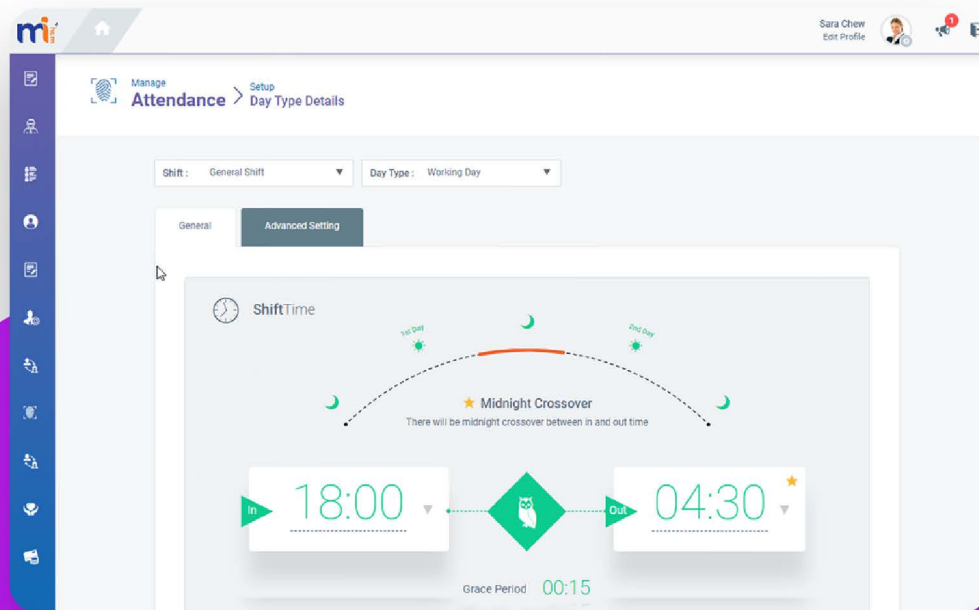 mi
Sara Chew
Edit Profile
1
Manage
Attendance
Setup
Day Type Details
Shift : General Shift
Day Type : Working Day
General
Advanced Setting
ShiftTime
1st Day
2nd Day
Midnight Crossover
There will be midnight crossover between in and out time
In
18:00
Out
04:30
Grace Period 00:15